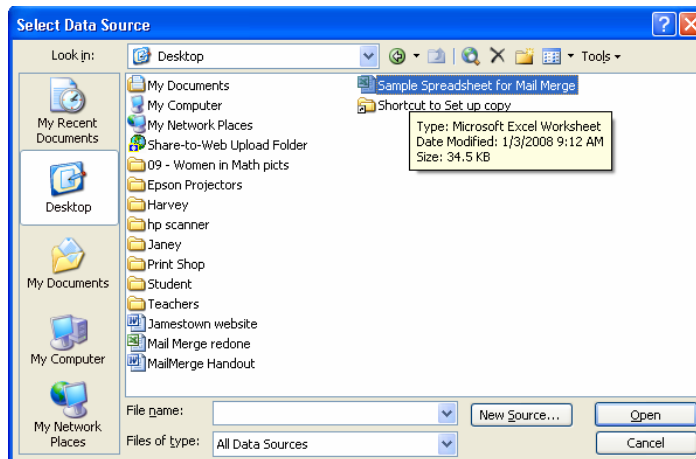 Select Data Source
Look in:
Desktop
Tools
My Recent
Documents
Desktop
My Documents
My Computer
My Network
Places
My Documents
My Computer
My Network Places
Share-to-Web Upload Folder
09 - Women in Math picts
Epson Projectors
Harvey
hp scanner
Janey
Print Shop
Student
Teachers
Jamestown website
Mail Merge redone
MailMerge Handout
Sample Spreadsheet for Mail Merge
Shortcut to Set up copy
Type: Microsoft Excel Worksheet
Date Modified: 1/3/2008 9:12 AM
Size: 34.5 KB
File name:
New Source...
Open
Files of type:
All Data Sources
Cancel